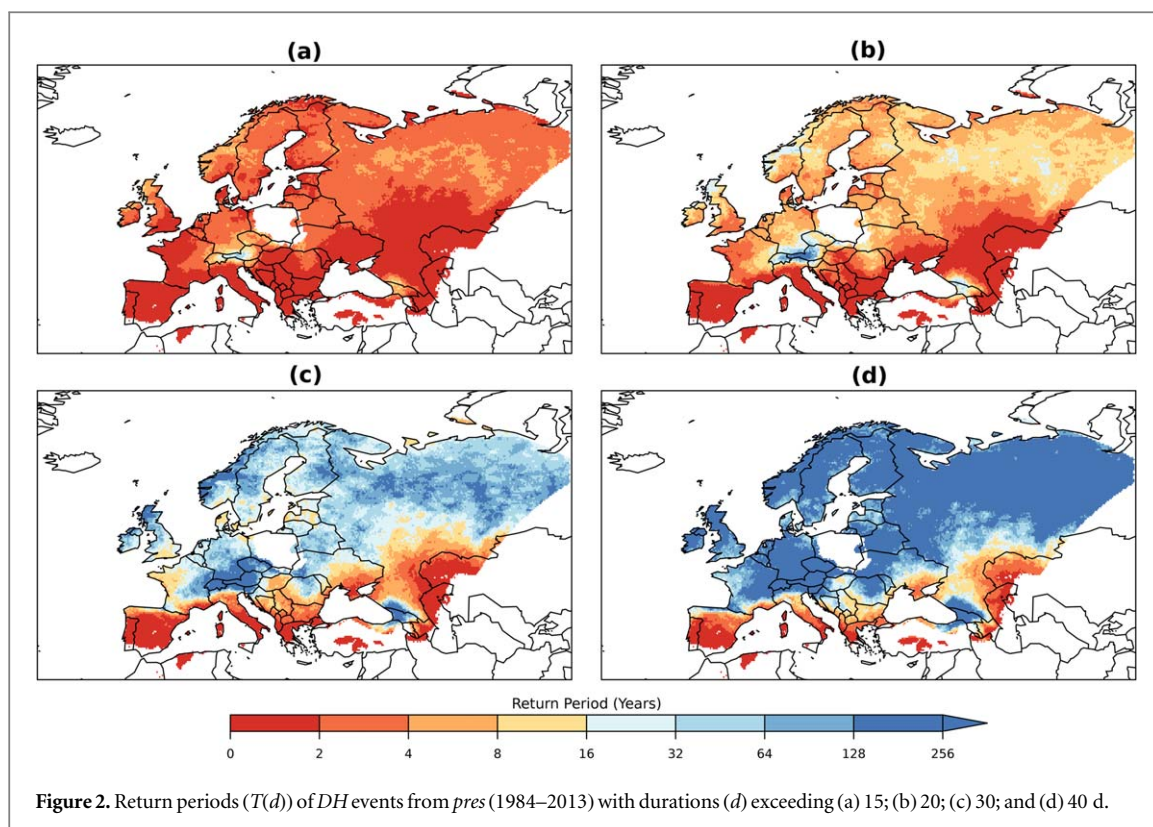 (a)
(b)
(c)
(d)
Return Period (Years)
0 2 4 8 16 32 64 128 256
Figure 2. Return periods (T(d)) of DH events from pres (1984–2013) with durations (d) exceeding (a) 15; (b) 20; (c) 30; and (d) 40 d.